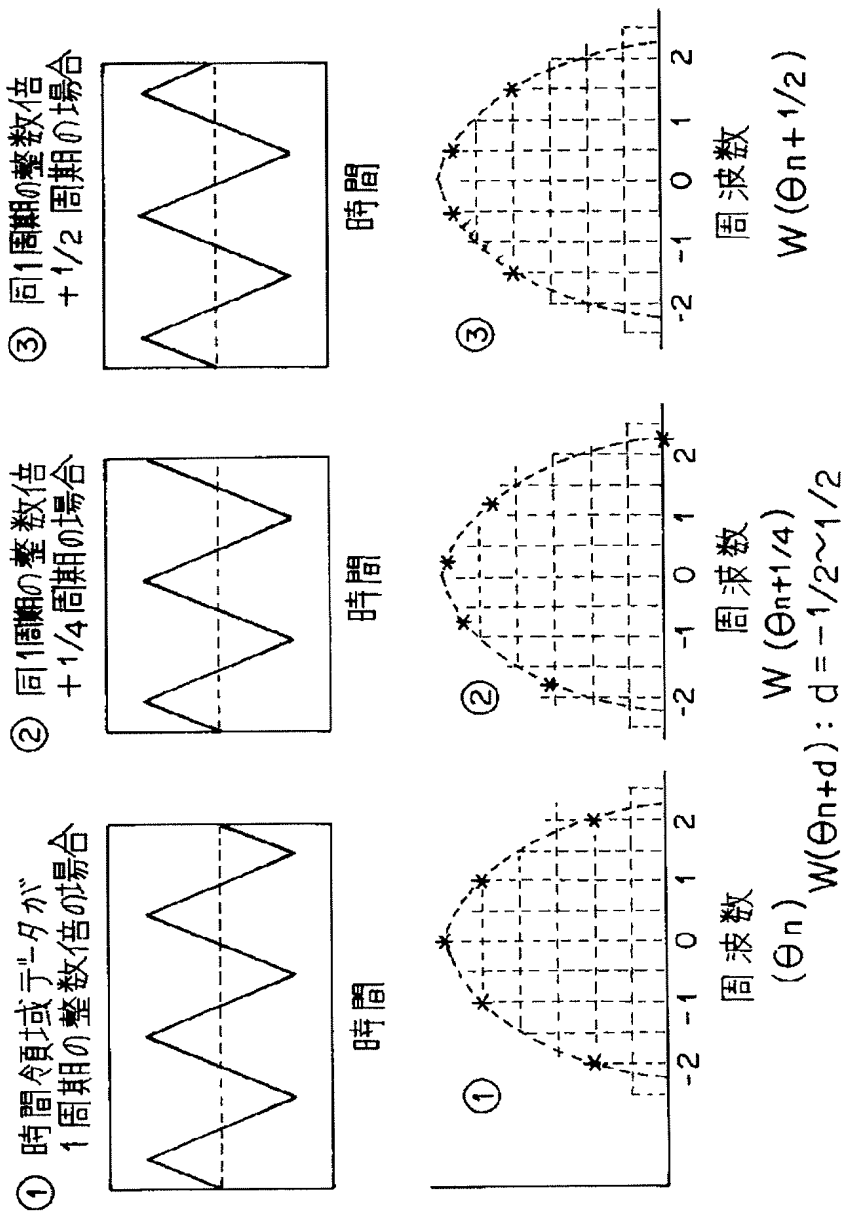 ① 時間領域データが
1周期の整数倍の場合
時間
② 同1周期の整数倍
+1/4周期の場合
時間
③ 同1周期の整数倍
+1/2 周期の場合
時間
①
-2 -1 0 1 2
周波数
(θn)
②
-2 -1 0 1 2
周波数
W (θn+1/4)
③
-2 -1 0 1 2
周波数
W (θn+1/2)
W(θn+d) : d = -1/2~1/2